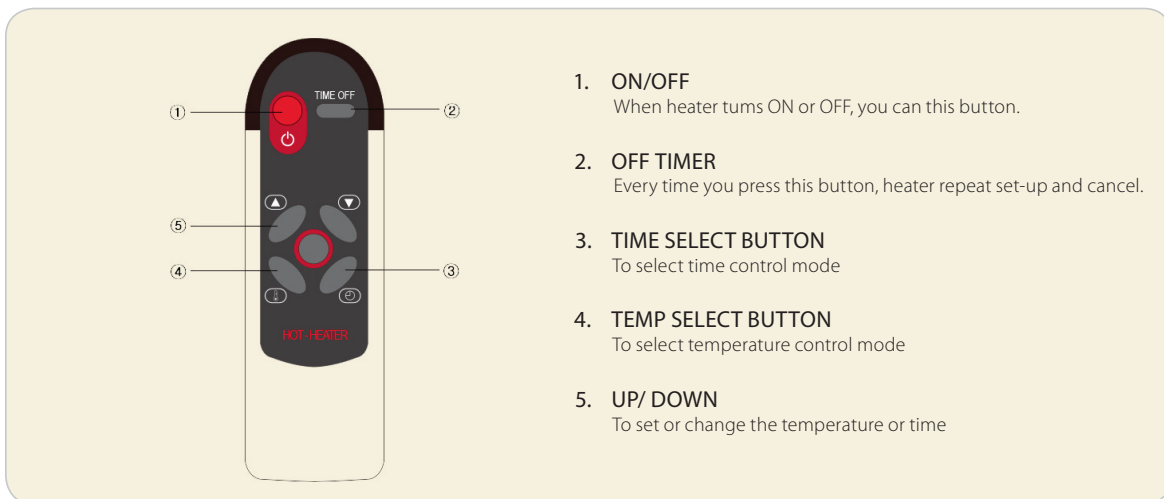 TIME OFF
①
②
⑤
④
③
HOT-HEATER
1. ON/OFF
When heater tums ON or OFF, you can this button.
2. OFF TIMER
Every time you press this button, heater repeat set-up and cancel.
3. TIME SELECT BUTTON
To select time control mode
4. TEMP SELECT BUTTON
To select temperature control mode
5. UP/ DOWN
To set or change the temperature or time